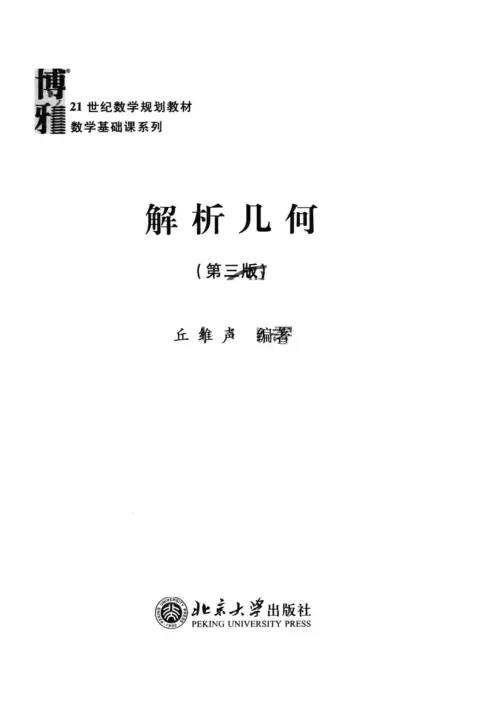 博雅
21 世纪数学规划教材
数学基础课系列
解析几何
(第三版)
丘维声 编著
北京大学出版社
PEKING UNIVERSITY PRESS